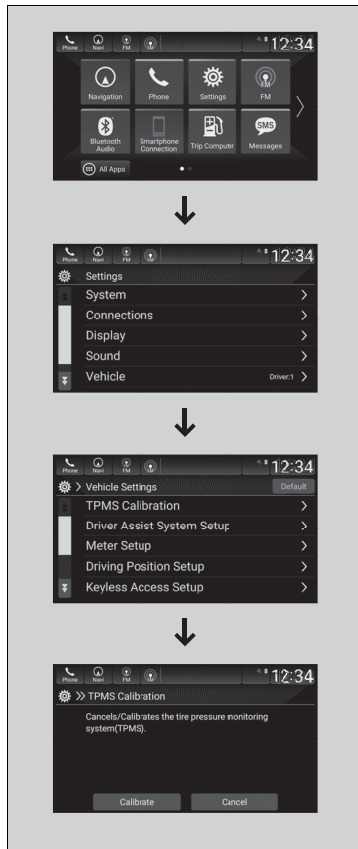 Phone Navi FM 12:34
Navigation Phone Settings FM
Bluetooth Audio Smartphone Connection Trip Computer SMS Messages
All Apps
Phone Navi FM 12:34
Settings
System
Connections
Display
Sound
Vehicle Driver:1
Phone Navi FM 12:34
Vehicle Settings Default
TPMS Calibration
Driver Assist System Setup
Meter Setup
Driving Position Setup
Keyless Access Setup
Phone Navi FM 12:34
TPMS Calibration
Cancels/Calibrates the tire pressure monitoring
system(TPMS).
Calibrate Cancel